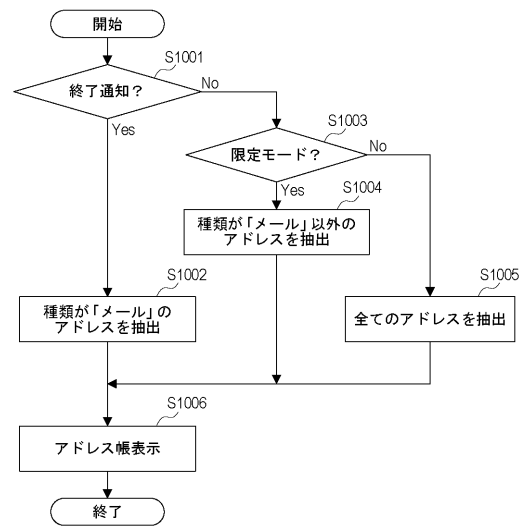 開始
S1001
終了通知？
No
Yes
S1003
限定モード？
No
Yes
S1004
種類が「メール」以外の
アドレスを抽出
S1002
種類が「メール」の
アドレスを抽出
S1005
全てのアドレスを抽出
S1006
アドレス帳表示
終了